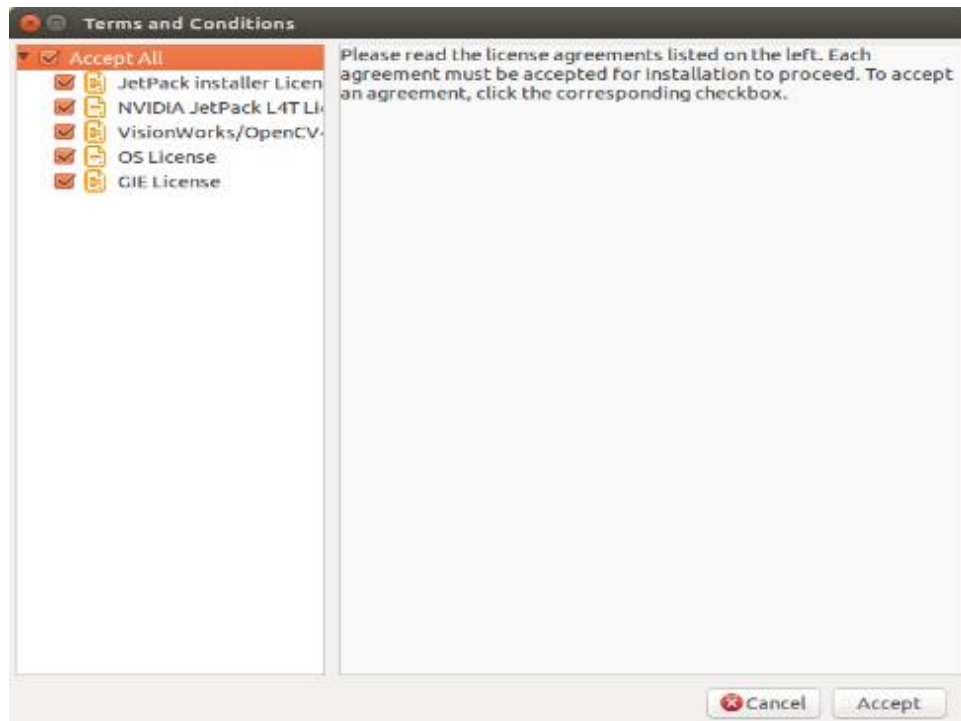 Terms and Conditions
Accept All
JetPack installer Licen
NVIDIA JetPack L4T Li
VisionWorks/OpenCV
OS License
GIE License
Please read the license agreements listed on the left. Each
agreement must be accepted for installation to proceed. To accept
an agreement, click the corresponding checkbox.
Cancel
Accept